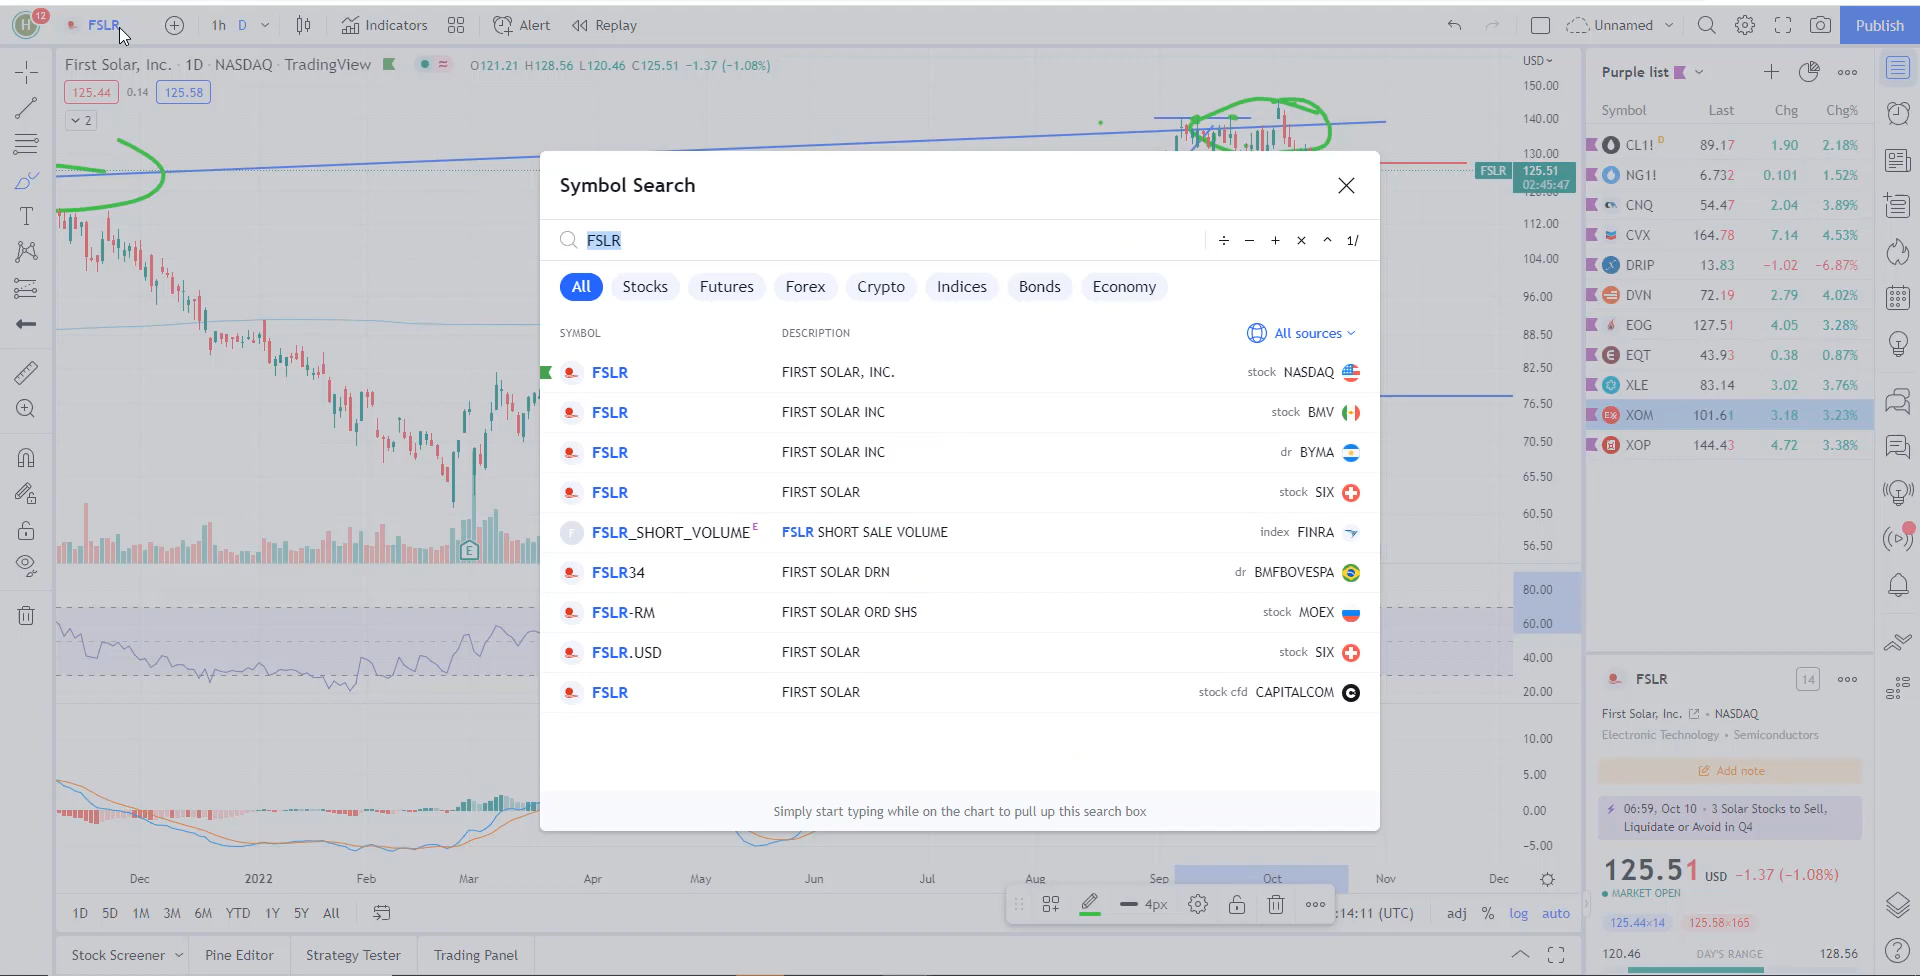 H 12 FSLR 1h D Indicators Alert Replay Unnamed Publish
First Solar, Inc. · 1D · NASDAQ · TradingView O121.21 H128.56 L120.46 C125.51 −1.37 (−1.08%)
125.44 0.14 125.58
2
USD
150.00
140.00
130.00
FSLR 125.51
02:45:47
112.00
104.00
96.00
88.50
82.50
76.50
70.50
65.50
60.50
56.50
80.00
60.00
40.00
20.00
10.00
5.00
0.00
−5.00
E
Symbol Search
FSLR ÷ − + × ^ 1/
All Stocks Futures Forex Crypto Indices Bonds Economy
SYMBOL DESCRIPTION All sources
FSLR FIRST SOLAR, INC. stock NASDAQ
FSLR FIRST SOLAR INC stock BMV
FSLR FIRST SOLAR INC dr BYMA
FSLR FIRST SOLAR stock SIX
F FSLR_SHORT_VOLUME E FSLR SHORT SALE VOLUME index FINRA
FSLR34 FIRST SOLAR DRN dr BMFBOVESPA
FSLR-RM FIRST SOLAR ORD SHS stock MOEX
FSLR.USD FIRST SOLAR stock SIX
FSLR FIRST SOLAR stock cfd CAPITALCOM
Simply start typing while on the chart to pull up this search box
Dec 2022 Feb Mar Apr May Jun Jul Aug Sep Oct Nov Dec
1D 5D 1M 3M 6M YTD 1Y 5Y All 4px :14:11 (UTC) adj % log auto
Stock Screener Pine Editor Strategy Tester Trading Panel
Purple list
Symbol Last Chg Chg%
CL1! D 89.17 1.90 2.18%
NG1! 6.732 0.101 1.52%
CNQ 54.47 2.04 3.89%
CVX 164.78 7.14 4.53%
DRIP 13.83 −1.02 −6.87%
DVN 72.19 2.79 4.02%
EOG 127.51 4.05 3.28%
EQT 43.93 0.38 0.87%
XLE 83.14 3.02 3.76%
XOM 101.61 3.18 3.23%
XOP 144.43 4.72 3.38%
FSLR 14
First Solar, Inc. • NASDAQ
Electronic Technology • Semiconductors
Add note
06:59, Oct 10 • 3 Solar Stocks to Sell,
Liquidate or Avoid in Q4
125.51 USD −1.37 (−1.08%)
MARKET OPEN
125.44×14 125.58×165
120.46 DAY'S RANGE 128.56